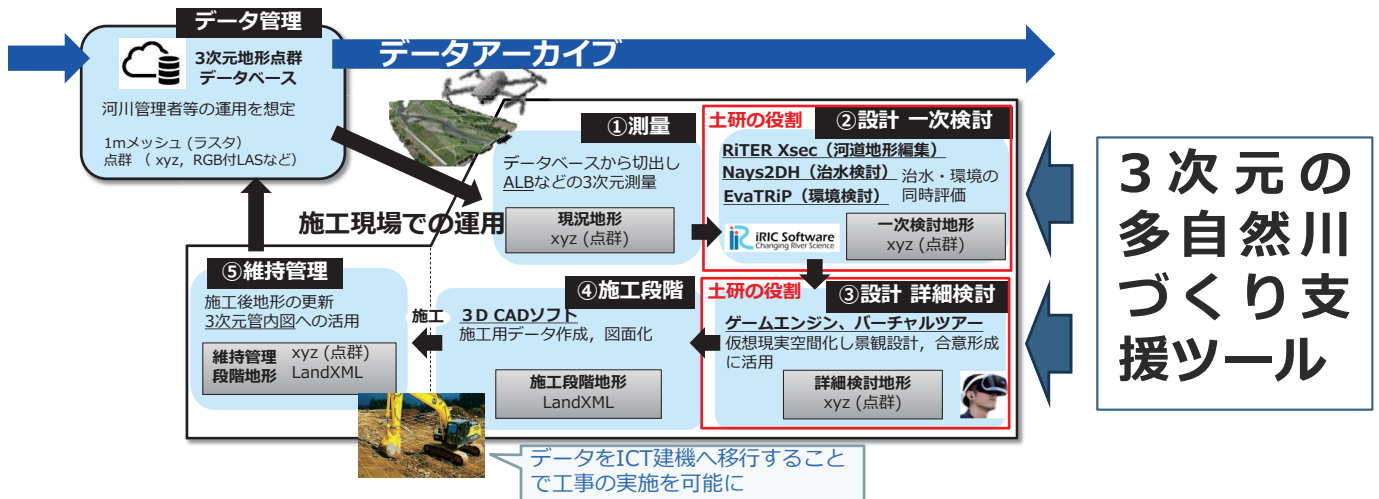 データ管理
3次元地形点群
データベース
河川管理者等の運用を想定
1mメッシュ（ラスタ）
点群 （ xyz，RGB付LASなど）
データアーカイブ
施工現場での運用
①測量
データベースから切出し
ALBなどの3次元測量
現況地形
xyz (点群)
土研の役割
②設計 一次検討
RiTER Xsec（河道地形編集）
Nays2DH（治水検討）
EvaTRiP（環境検討）
治水・環境の
同時評価
iRIC Software
Changing River Science
一次検討地形
xyz (点群)
土研の役割
③設計 詳細検討
ゲームエンジン、バーチャルツアー
仮想現実空間化し景観設計，合意形成
に活用
詳細検討地形
xyz (点群)
④施工段階
３D CADソフト
施工用データ作成，図面化
施工段階地形
LandXML
施工
⑤維持管理
施工後地形の更新
3次元管内図への活用
維持管理
段階地形
xyz (点群)
LandXML
データをICT建機へ移行すること
で工事の実施を可能に
３次元の
多自然川
づくり支
援ツール